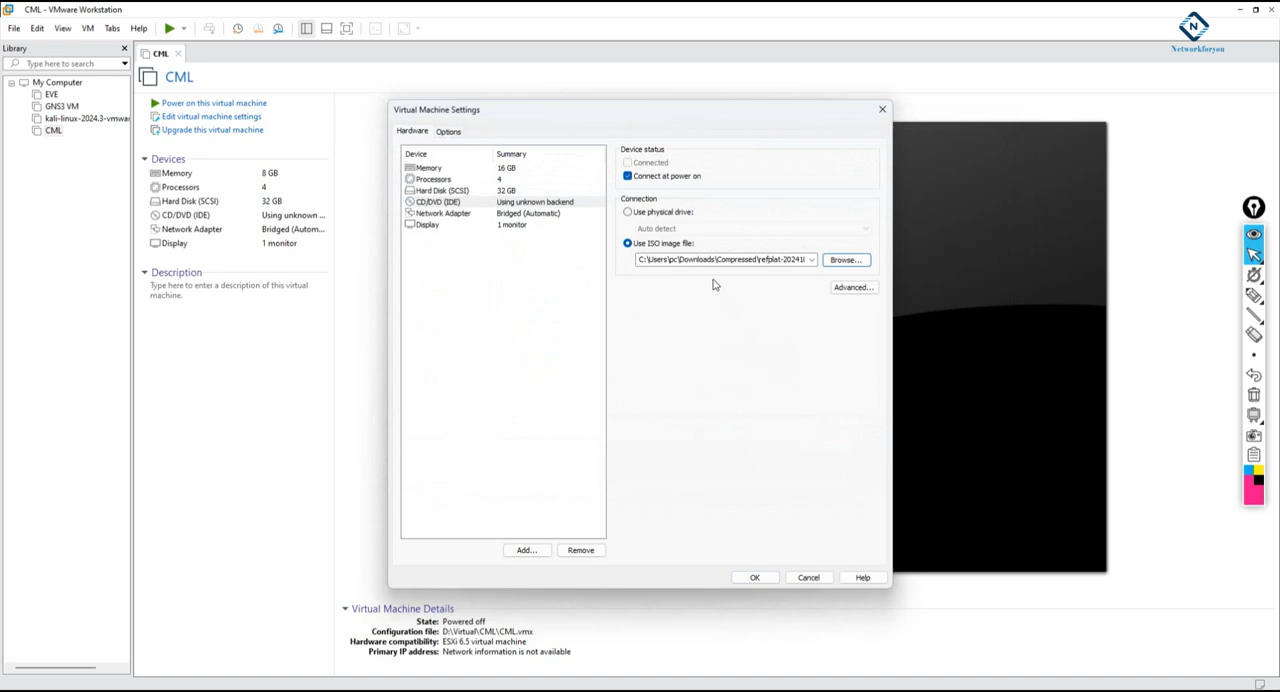 CML - VMware Workstation
File Edit View VM Tabs Help
Networkforyou
Library
Type here to search
My Computer
EVE
GNS3 VM
kali-linux-2024.3-vmwar
CML
CML
CML
Power on this virtual machine
Edit virtual machine settings
Upgrade this virtual machine
Devices
Memory 8 GB
Processors 4
Hard Disk (SCSI) 32 GB
CD/DVD (IDE) Using unknown ...
Network Adapter Bridged (Autom...
Display 1 monitor
Description
Type here to enter a description of this virtual
machine.
Virtual Machine Settings
Hardware Options
Device Summary
Memory 16 GB
Processors 4
Hard Disk (SCSI) 32 GB
CD/DVD (IDE) Using unknown backend
Network Adapter Bridged (Automatic)
Display 1 monitor
Add... Remove
Device status
Connected
Connect at power on
Connection
Use physical drive:
Auto detect
Use ISO image file:
C:\Users\pc\Downloads\Compressed\refplat-202410 Browse...
Advanced...
OK Cancel Help
Virtual Machine Details
State: Powered off
Configuration file: D:\Virtual\CML\CML.vmx
Hardware compatibility: ESXi 6.5 virtual machine
Primary IP address: Network information is not available